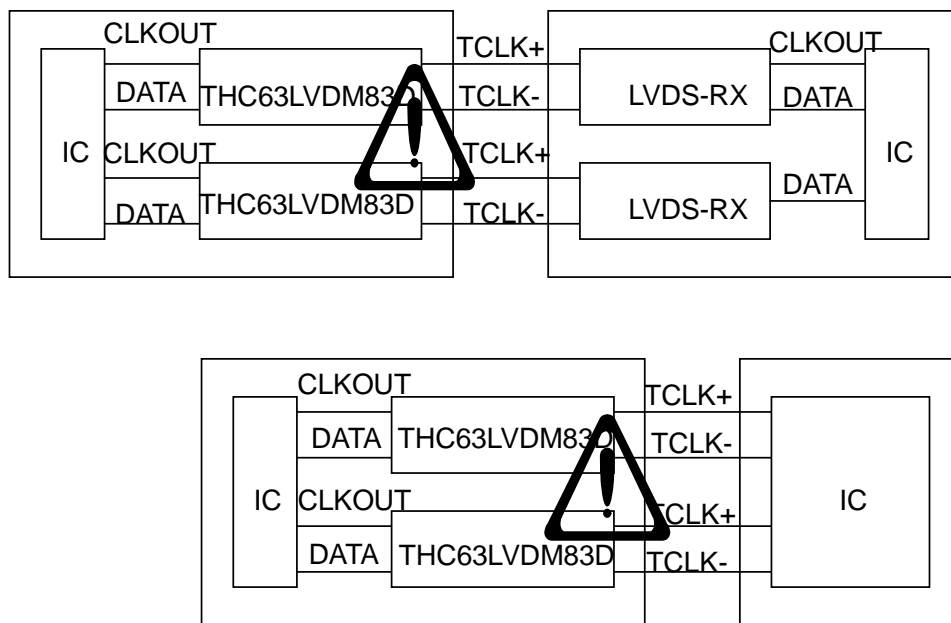 CLKOUT
TCLK+
CLKOUT
DATA
THC63LVDM83D
TCLK-
LVDS-RX
DATA
IC
CLKOUT
TCLK+
IC
DATA
DATA
THC63LVDM83D
TCLK-
LVDS-RX
CLKOUT
TCLK+
DATA
THC63LVDM83D
TCLK-
IC
CLKOUT
TCLK+
IC
DATA
THC63LVDM83D
TCLK-